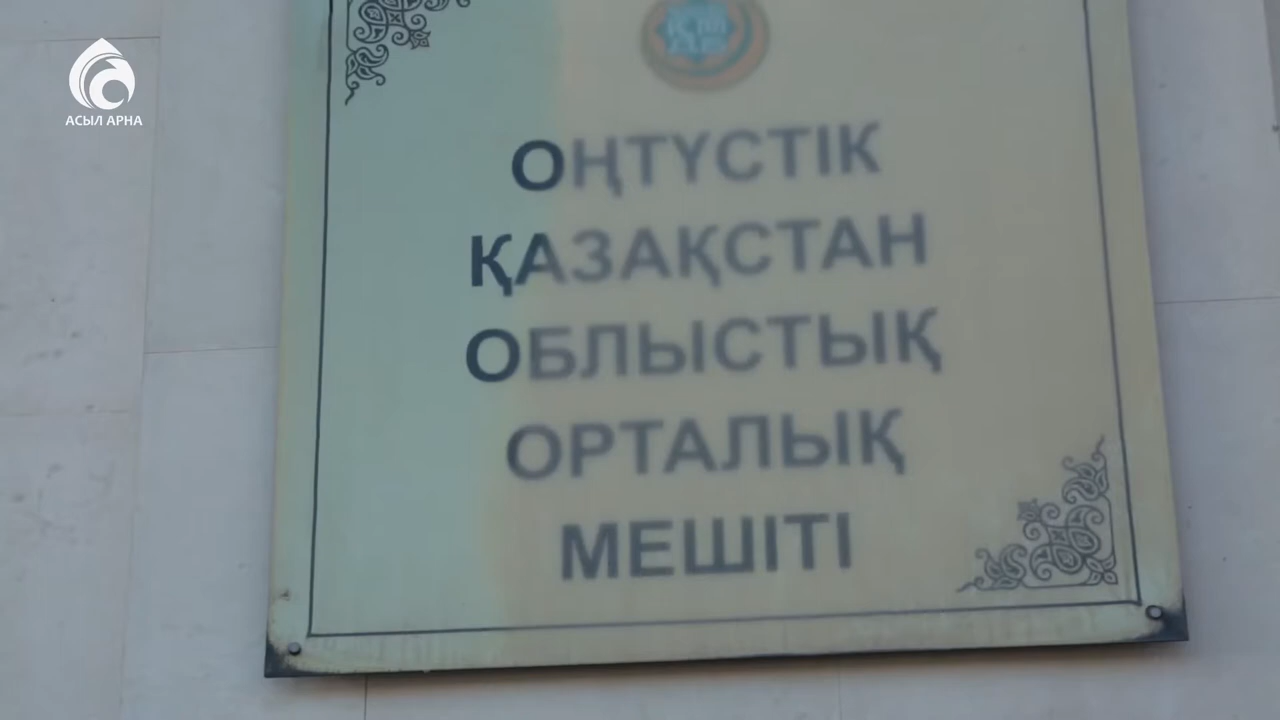 АСЫЛ АРНА
ОҢТҮСТІК
ҚАЗАҚСТАН
ОБЛЫСТЫҚ
ОРТАЛЫҚ
МЕШІТІ